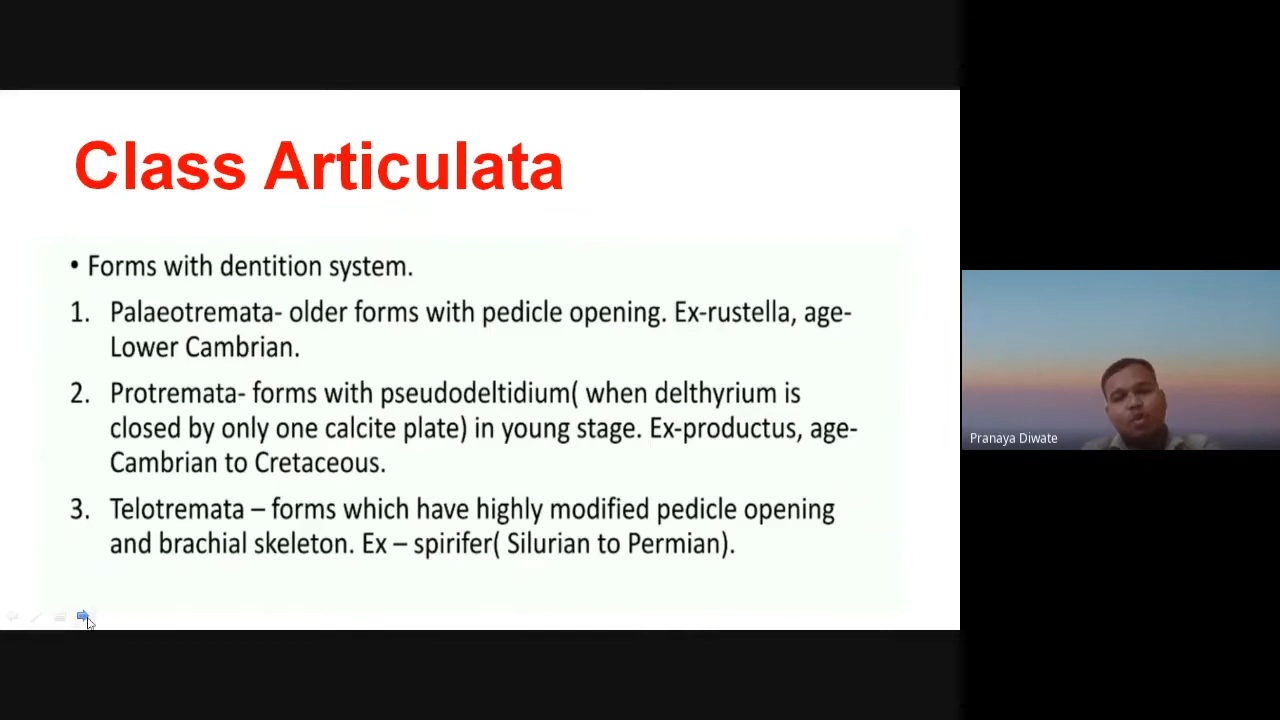 Class Articulata
• Forms with dentition system.
1. Palaeotremata- older forms with pedicle opening. Ex-rustella, age-
Lower Cambrian.
2. Protremata- forms with pseudodeltidium( when delthyrium is
closed by only one calcite plate) in young stage. Ex-productus, age-
Cambrian to Cretaceous.
3. Telotremata – forms which have highly modified pedicle opening
and brachial skeleton. Ex – spirifer( Silurian to Permian).
Pranaya Diwate